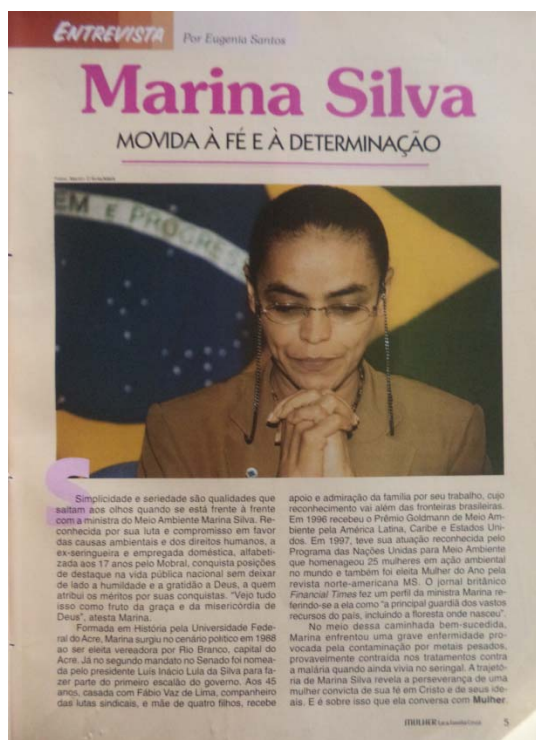 ENTREVISTA
Por Eugenia Santos
Marina Silva
MOVIDA À FÉ E À DETERMINAÇÃO
EM E PROGRES
Simplicidade e seriedade são qualidades que
saltam aos olhos quando se está frente à frente
com a ministra do Meio Ambiente Marina Silva. Re-
conhecida por sua luta e compromisso em favor
das causas ambientais e dos direitos humanos, a
ex-seringueira e empregada doméstica, alfabeti-
zada aos 17 anos pelo Mobral, conquista posições
de destaque na vida pública nacional sem deixar
de lado a humildade e a gratidão a Deus, a quem
atribui os méritos por suas conquistas. “Vejo tudo
isso como fruto da graça e da misericórdia de
Deus”, atesta Marina.
Formada em História pela Universidade Fede-
ral do Acre, Marina surgiu no cenário político em 1988
ao ser eleita vereadora por Rio Branco, capital do
Acre. Já no segundo mandato no Senado foi nomea-
da pelo presidente Luís Inácio Lula da Silva para fa-
zer parte do primeiro escalão do governo. Aos 45
anos, casada com Fábio Vaz de Lima, companheiro
das lutas sindicais, e mãe de quatro filhos, recebe
apoio e admiração da família por seu trabalho, cujo
reconhecimento vai além das fronteiras brasileiras.
Em 1996 recebeu o Prêmio Goldmann de Meio Am-
biente pela América Latina, Caribe e Estados Uni-
dos. Em 1997, teve sua atuação reconhecida pelo
Programa das Nações Unidas para Meio Ambiente
que homenageou 25 mulheres em ação ambiental
no mundo e também foi eleita Mulher do Ano pela
revista norte-americana MS. O jornal britânico
Financial Times fez um perfil da ministra Marina re-
ferindo-se a ela como “a principal guardiã dos vastos
recursos do país, incluindo a floresta onde nasceu”.
No meio dessa caminhada bem-sucedida,
Marina enfrentou uma grave enfermidade pro-
vocada pela contaminação por metais pesados,
provavelmente contraída nos tratamentos contra
a malária quando ainda vivia no seringal. A trajetó-
ria de Marina Silva revela a perseverança de uma
mulher convicta de sua fé em Cristo e de seus ide-
ais. E é sobre isso que ela conversa com Mulher.
MULHER
5